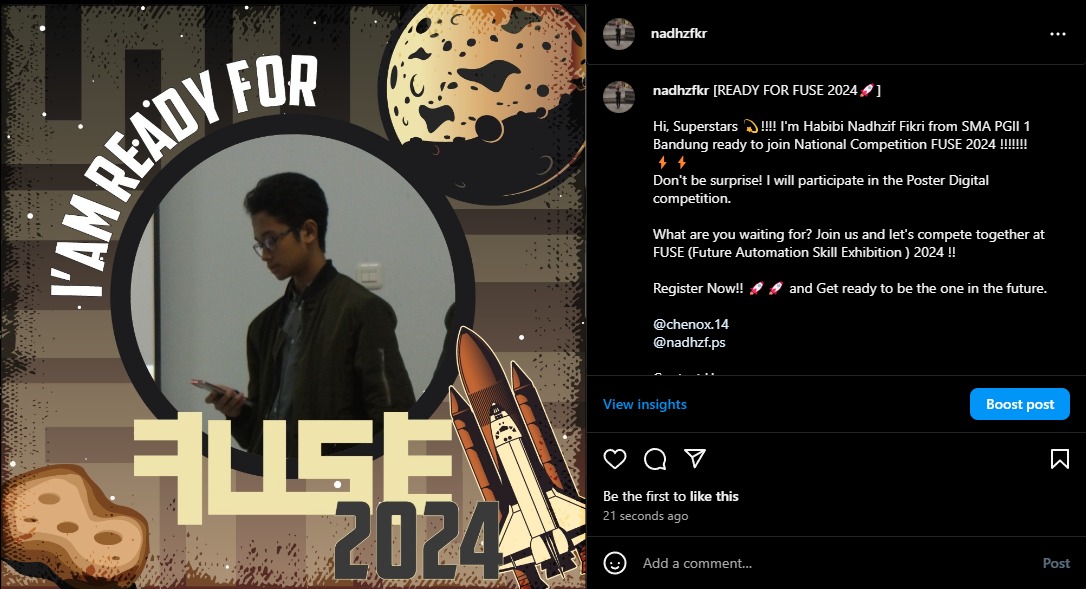 I'AM READY FOR
FUSE
2024
nadhzfkr
nadhzfkr [READY FOR FUSE 2024🚀]
Hi, Superstars 💫!!!! I'm Habibi Nadhzif Fikri from SMA PGII 1
Bandung ready to join National Competition FUSE 2024 !!!!!!!
⚡ ⚡
Don't be surprise! I will participate in the Poster Digital
competition.
What are you waiting for? Join us and let's compete together at
FUSE (Future Automation Skill Exhibition ) 2024 !!
Register Now!! 🚀 🚀 and Get ready to be the one in the future.
@chenox.14
@nadhzf.ps
View insights
Boost post
Be the first to like this
21 seconds ago
Add a comment...
Post